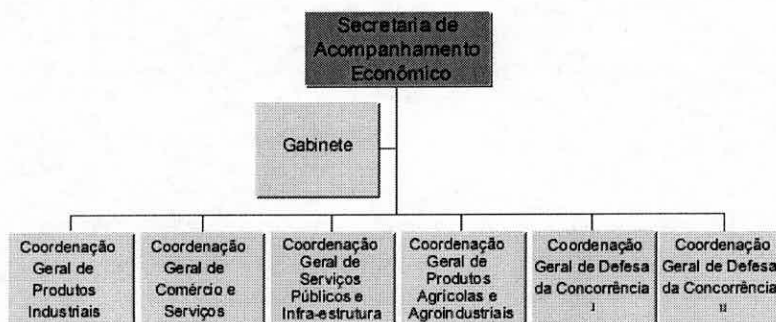 Secretaria de
Acompanhamento
Econômico
Gabinete
Coordenação
Geral de
Produtos
Industriais
Coordenação
Geral de
Comércio e
Serviços
Coordenação
Geral de
Serviços
Públicos e
Infra-estrutura
Coordenação
Geral de
Produtos
Agrícolas e
Agroindustriais
Coordenação
Geral de Defesa
da Concorrência
I
Coordenação
Geral de Defesa
da Concorrência
II